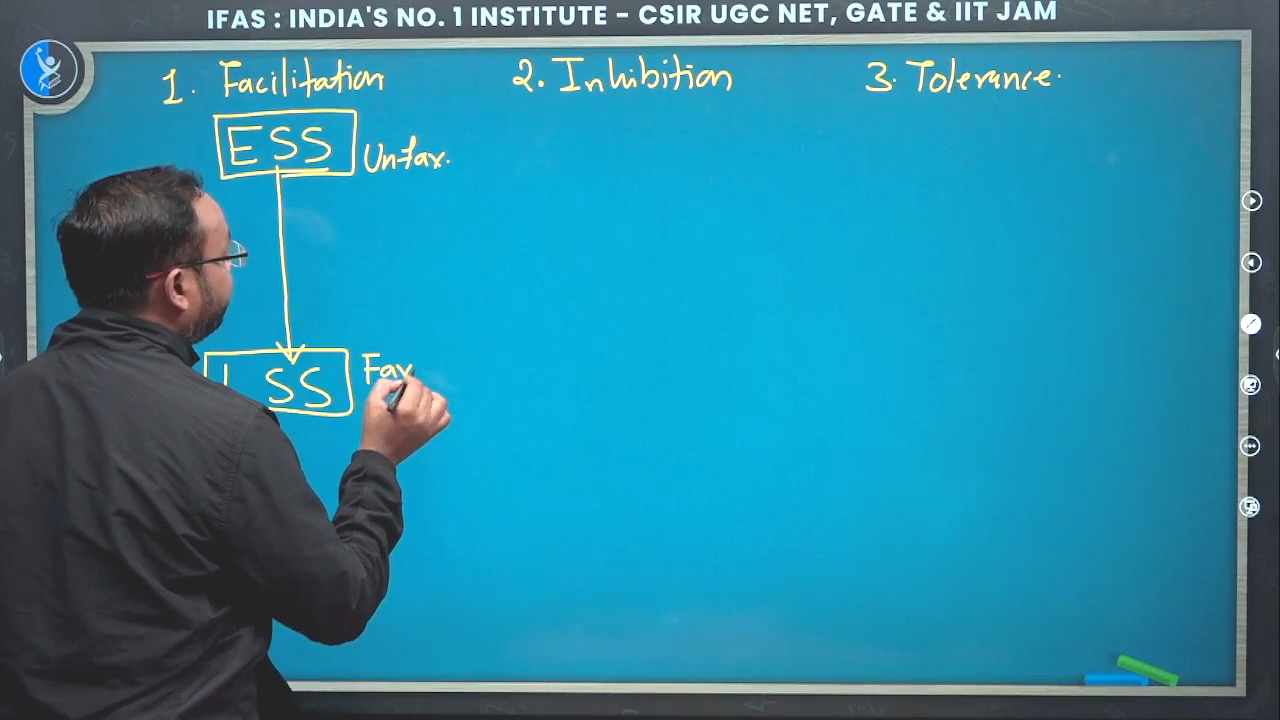 IFAS : INDIA'S NO. 1 INSTITUTE - CSIR UGC NET, GATE & IIT JAM
1. Facilitation 2. Inhibition 3. Tolerance.
ESS Unfav.
LSS Fav